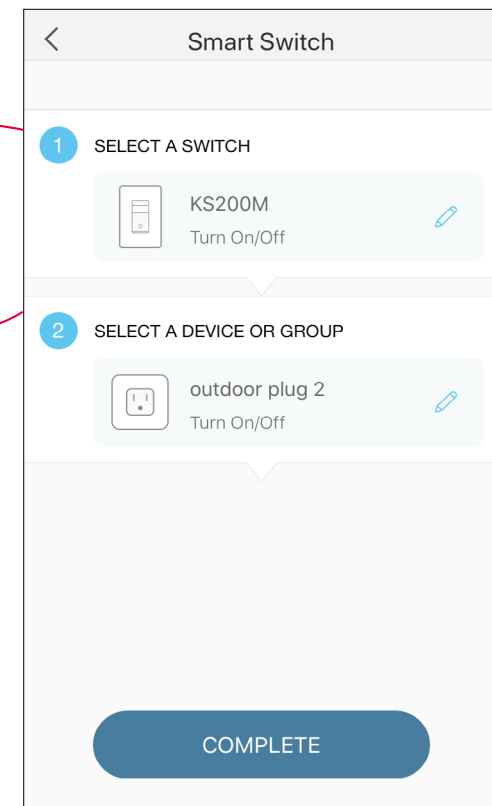 Smart Switch
1 SELECT A SWITCH
KS200M
Turn On/Off
2 SELECT A DEVICE OR GROUP
outdoor plug 2
Turn On/Off
COMPLETE